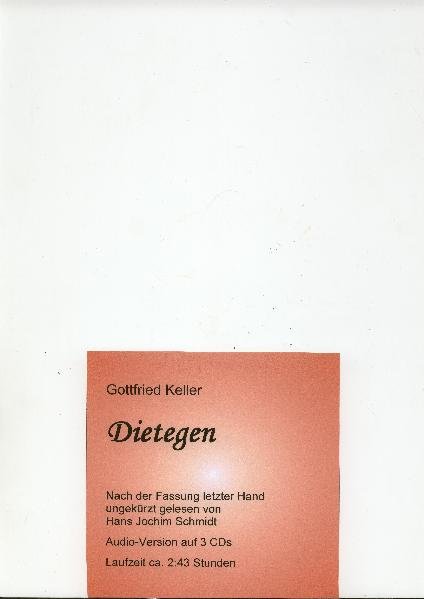 Gottfried Keller
Dietegen
Nach der Fassung letzter Hand
ungekürzt gelesen von
Hans Jochim Schmidt
Audio-Version auf 3 CDs
Laufzeit ca. 2:43 Stunden